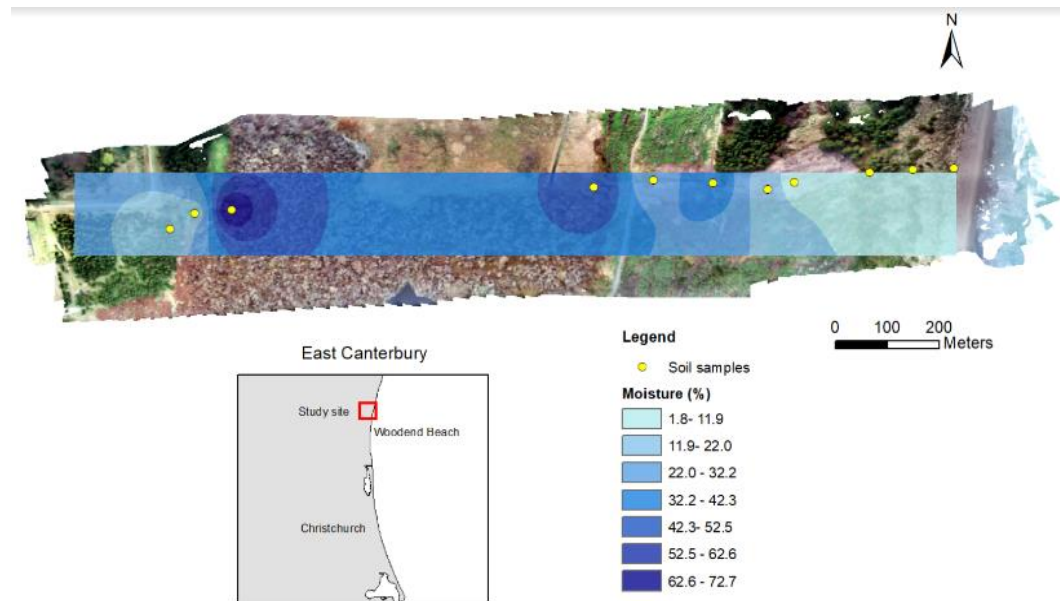 N
0 100 200
Meters
East Canterbury
Study site
Woodend Beach
Christchurch
Legend
Soil samples
Moisture (%)
1.8- 11.9
11.9- 22.0
22.0 - 32.2
32.2 - 42.3
42.3- 52.5
52.5 - 62.6
62.6 - 72.7